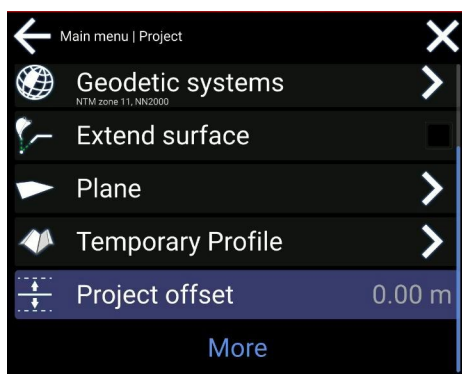 Main menu | Project
Geodetic systems
NTM zone 11, NN2000
Extend surface
Plane
Temporary Profile
Project offset 0.00 m
More